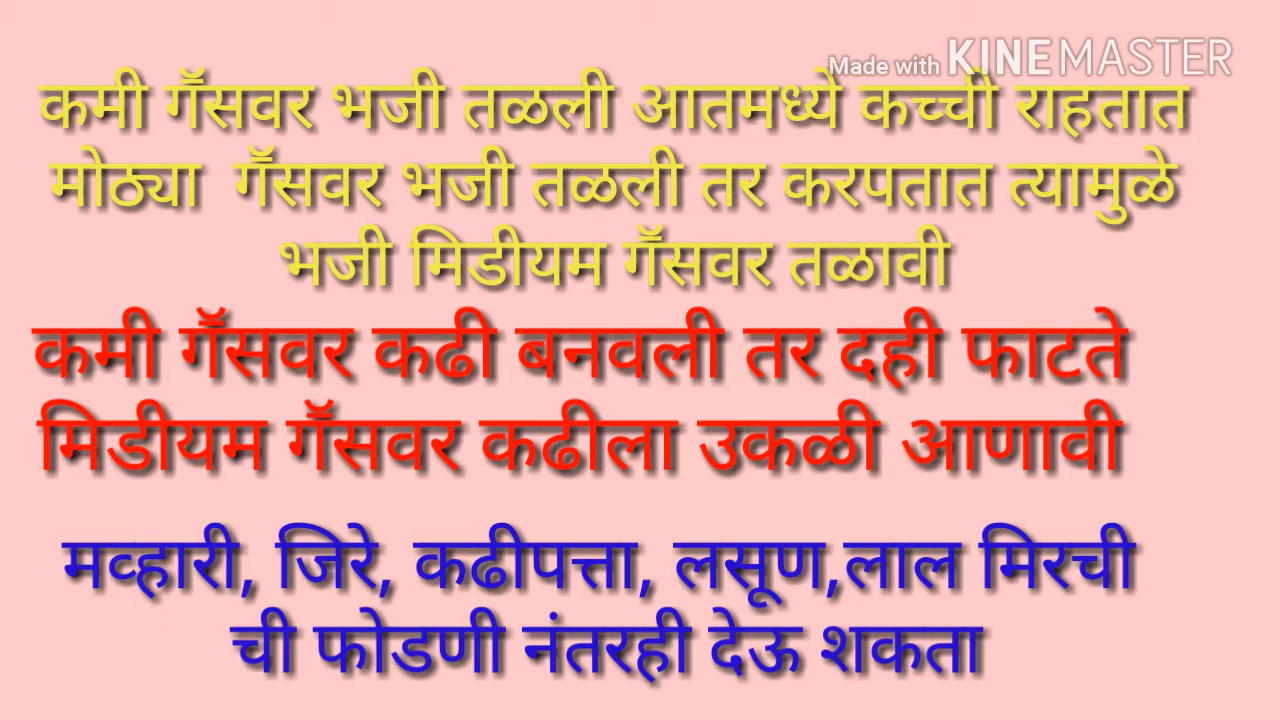 Made with KINEMASTER
कमी गॅसवर भजी तळली आतमध्ये कच्ची राहतात
मोठ्या गॅसवर भजी तळली तर करपतात त्यामुळे
भजी मिडीयम गॅसवर तळावी
कमी गॅसवर कढी बनवली तर दही फाटते
मिडीयम गॅसवर कढीला उकळी आणावी
मव्हारी, जिरे, कढीपत्ता, लसूण,लाल मिरची
ची फोडणी नंतरही देऊ शकता